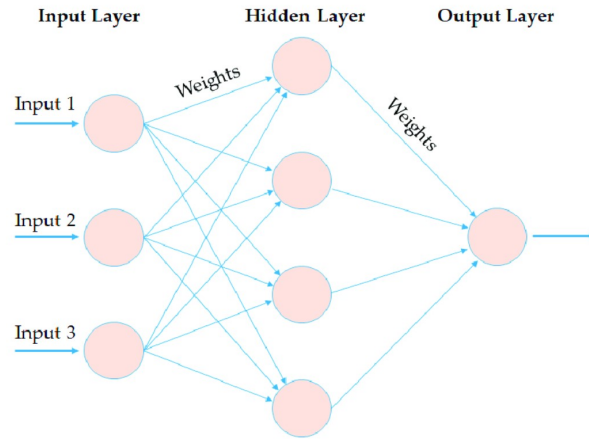 Input Layer
Hidden Layer
Output Layer
Weights
Weights
Input 1
Input 2
Input 3